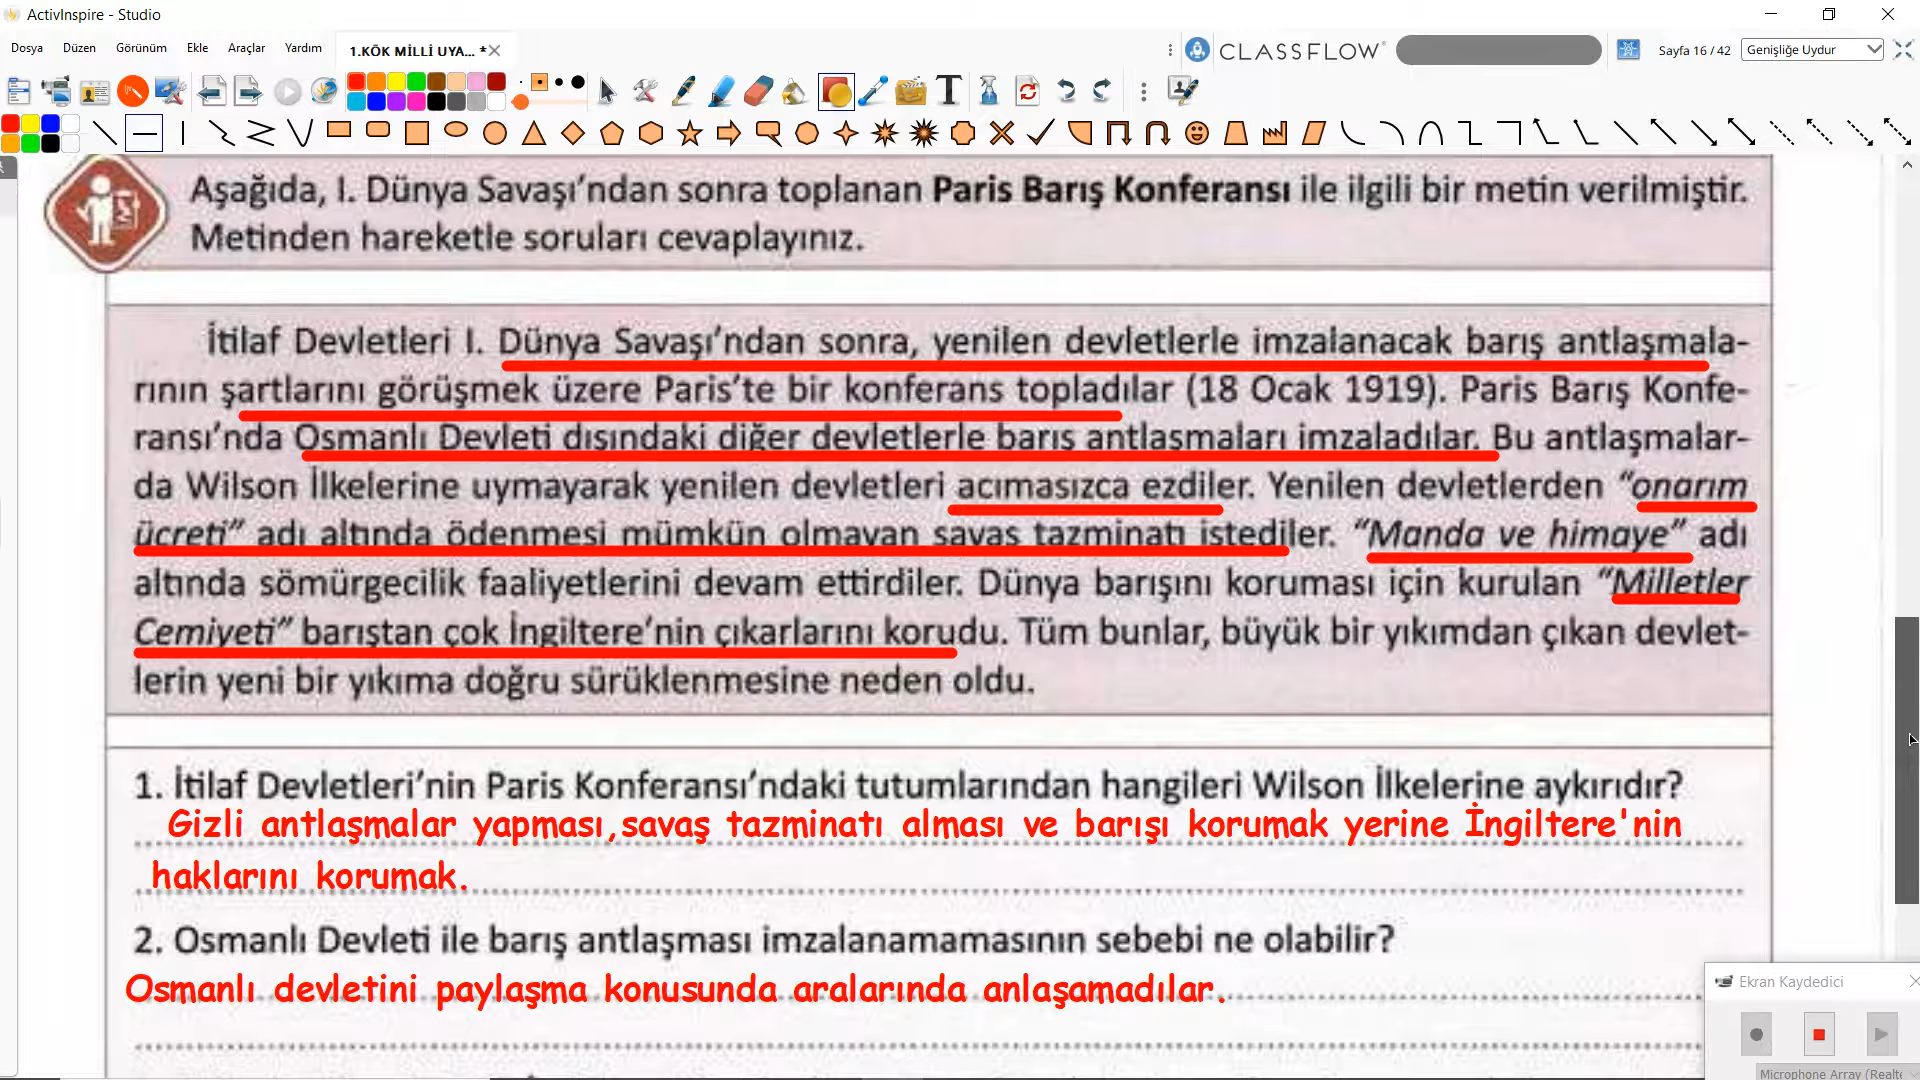 ActivInspire - Studio
Dosya Düzen Görünüm Ekle Araçlar Yardım
1.KÖK MİLLİ UYA... *
CLASSFLOW
Sayfa 16 / 42
Genişliğe Uydur
Aşağıda, I. Dünya Savaşı’ndan sonra toplanan Paris Barış Konferansı ile ilgili bir metin verilmiştir.
Metinden hareketle soruları cevaplayınız.
İtilaf Devletleri I. Dünya Savaşı’ndan sonra, yenilen devletlerle imzalanacak barış antlaşmala-
rının şartlarını görüşmek üzere Paris’te bir konferans topladılar (18 Ocak 1919). Paris Barış Konfe-
ransı’nda Osmanlı Devleti dışındaki diğer devletlerle barış antlaşmaları imzaladılar. Bu antlaşmalar-
da Wilson İlkelerine uymayarak yenilen devletleri acımasızca ezdiler. Yenilen devletlerden “onarım
ücreti” adı altında ödenmesi mümkün olmayan savaş tazminatı istediler. “Manda ve himaye” adı
altında sömürgecilik faaliyetlerini devam ettirdiler. Dünya barışını koruması için kurulan “Milletler
Cemiyeti” barıştan çok İngiltere’nin çıkarlarını korudu. Tüm bunlar, büyük bir yıkımdan çıkan devlet-
lerin yeni bir yıkıma doğru sürüklenmesine neden oldu.
1. İtilaf Devletleri’nin Paris Konferansı’ndaki tutumlarından hangileri Wilson İlkelerine aykırıdır?
Gizli antlaşmalar yapması,savaş tazminatı alması ve barışı korumak yerine İngiltere'nin
haklarını korumak.
2. Osmanlı Devleti ile barış antlaşması imzalanamamasının sebebi ne olabilir?
Osmanlı devletini paylaşma konusunda aralarında anlaşamadılar.
Ekran Kaydedici
Microphone Array (Realte